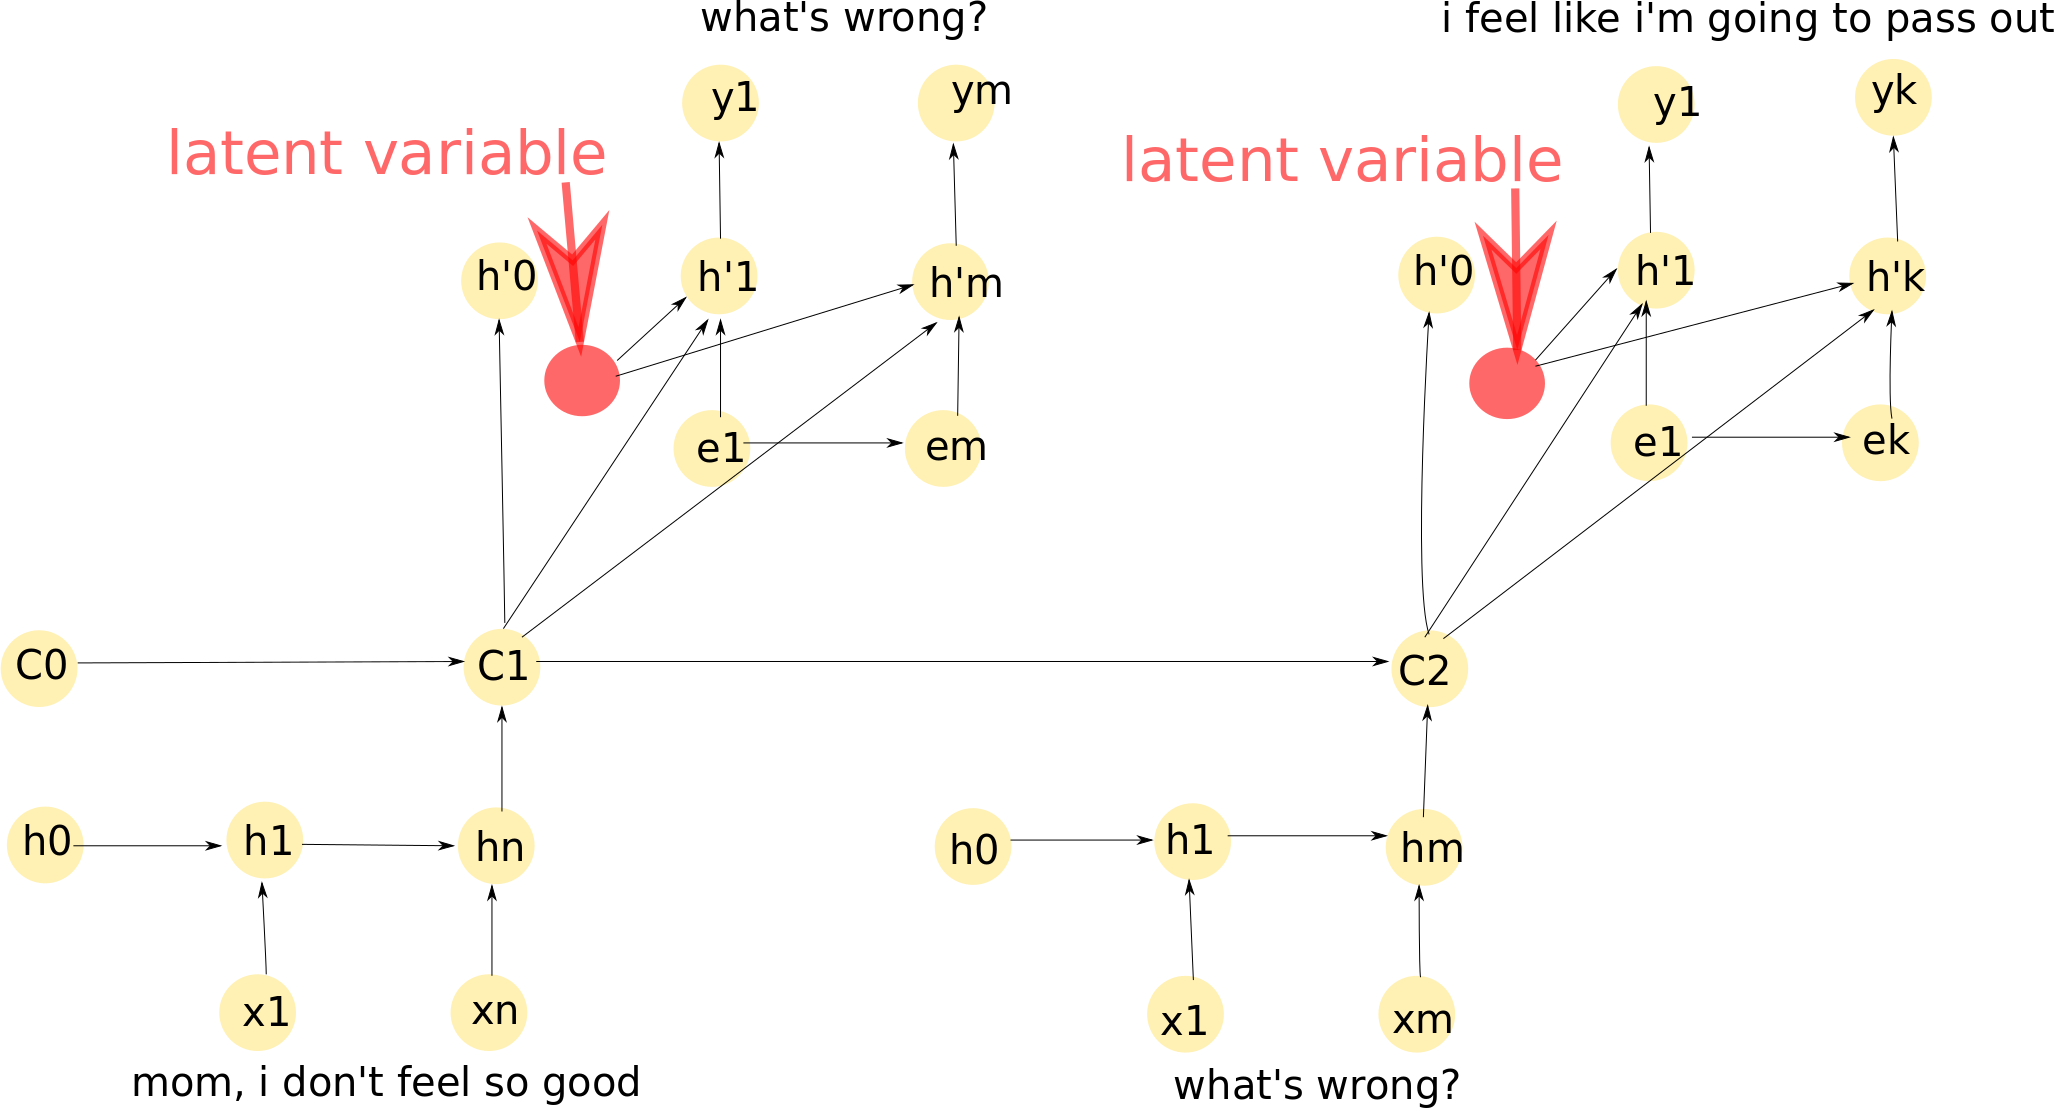 what's wrong?
i feel like i'm going to pass out
y1
ym
y1
yk
latent variable
latent variable
h'0
h'1
h'm
h'0
h'1
h'k
e1
em
e1
ek
C0
C1
C2
h0
h1
hn
h0
h1
hm
x1
xn
x1
xm
mom, i don't feel so good
what's wrong?